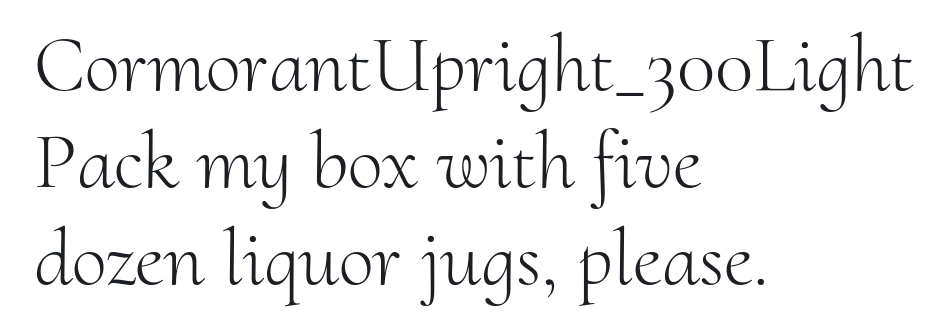 CormorantUpright_300Light
Pack my box with five
dozen liquor jugs, please.